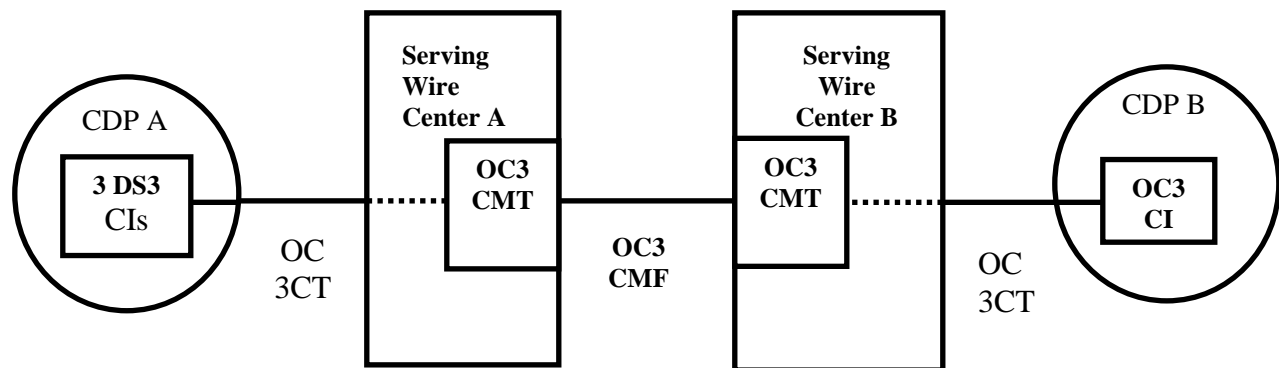 CDP A
3 DS3
CIs
OC
3CT
Serving
Wire
Center A
OC3
CMT
OC3
CMF
Serving
Wire
Center B
OC3
CMT
OC
3CT
CDP B
OC3
CI